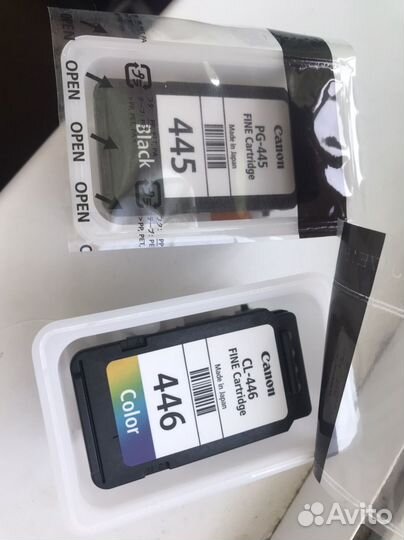 OPEN
OPEN
OPEN
OPEN
Black
445
Canon
PG-445
FINE Cartridge
Made in Japan
Canon
CL-446
FINE Cartridge
Made in Japan
446
Color
Avito